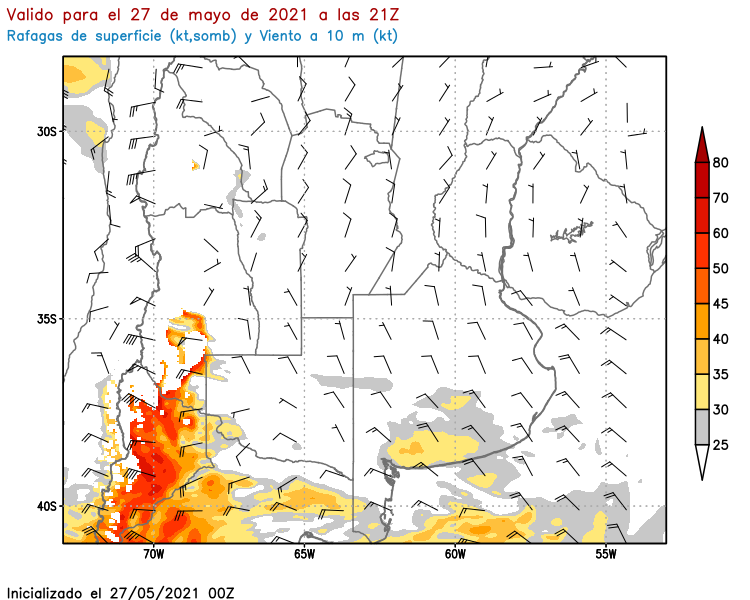 Valido para el 27 de mayo de 2021 a las 21Z
Rafagas de superficie (kt,somb) y Viento a 10 m (kt)
30S
35S
40S
70W
65W
60W
55W
80
70
60
50
45
40
35
30
25
Inicializado el 27/05/2021 00Z